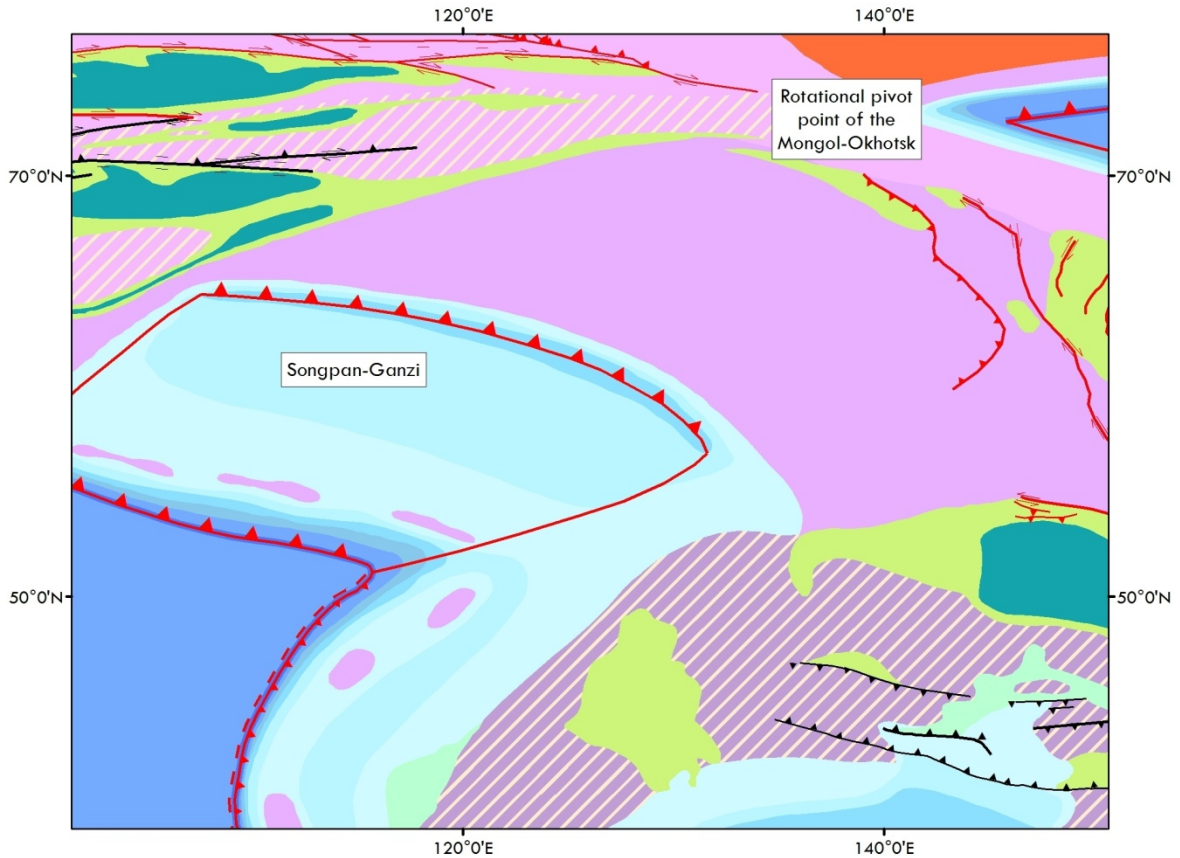 120°0'E
140°0'E
Rotational pivot
point of the
Mongol-Okhotsk
70°0'N
70°0'N
Songpan-Ganzi
50°0'N
50°0'N
120°0'E
140°0'E